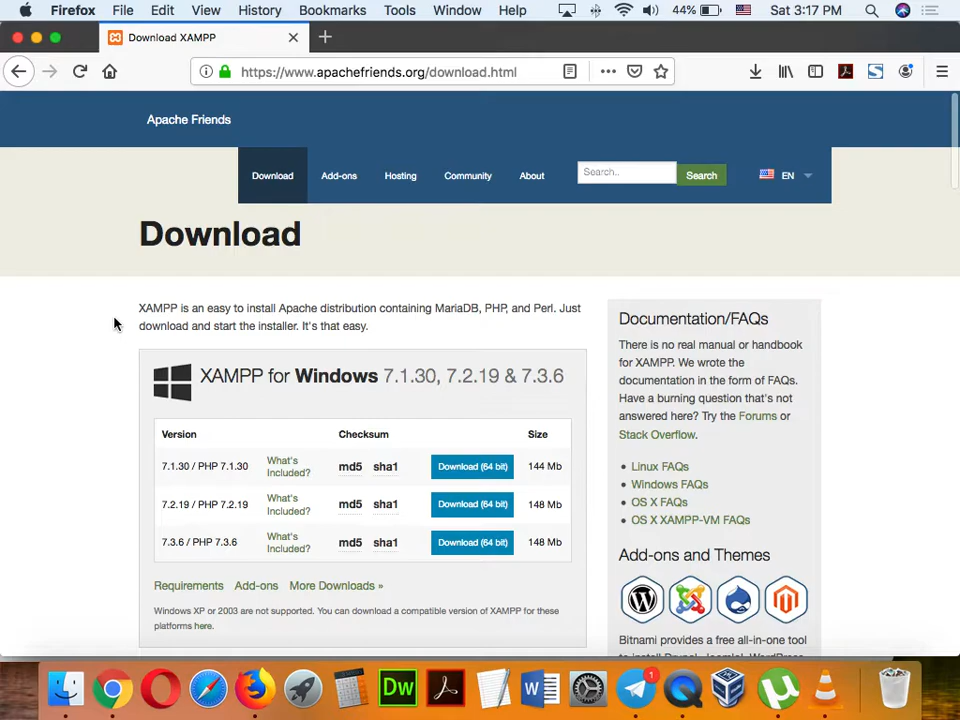 Firefox File Edit View History Bookmarks Tools Window Help 44% Sat 3:17 PM
Download XAMPP
https://www.apachefriends.org/download.html
Apache Friends
Download Add-ons Hosting Community About Search.. Search EN
Download
XAMPP is an easy to install Apache distribution containing MariaDB, PHP, and Perl. Just
download and start the installer. It's that easy.
XAMPP for Windows 7.1.30, 7.2.19 & 7.3.6
Version Checksum Size
7.1.30 / PHP 7.1.30 What's Included? md5 sha1 Download (64 bit) 144 Mb
7.2.19 / PHP 7.2.19 What's Included? md5 sha1 Download (64 bit) 148 Mb
7.3.6 / PHP 7.3.6 What's Included? md5 sha1 Download (64 bit) 148 Mb
Requirements Add-ons More Downloads »
Windows XP or 2003 are not supported. You can download a compatible version of XAMPP for these
platforms here.
Documentation/FAQs
There is no real manual or handbook
for XAMPP. We wrote the
documentation in the form of FAQs.
Have a burning question that's not
answered here? Try the Forums or
Stack Overflow.
• Linux FAQs
• Windows FAQs
• OS X FAQs
• OS X XAMPP-VM FAQs
Add-ons and Themes
Bitnami provides a free all-in-one tool
Dw
1